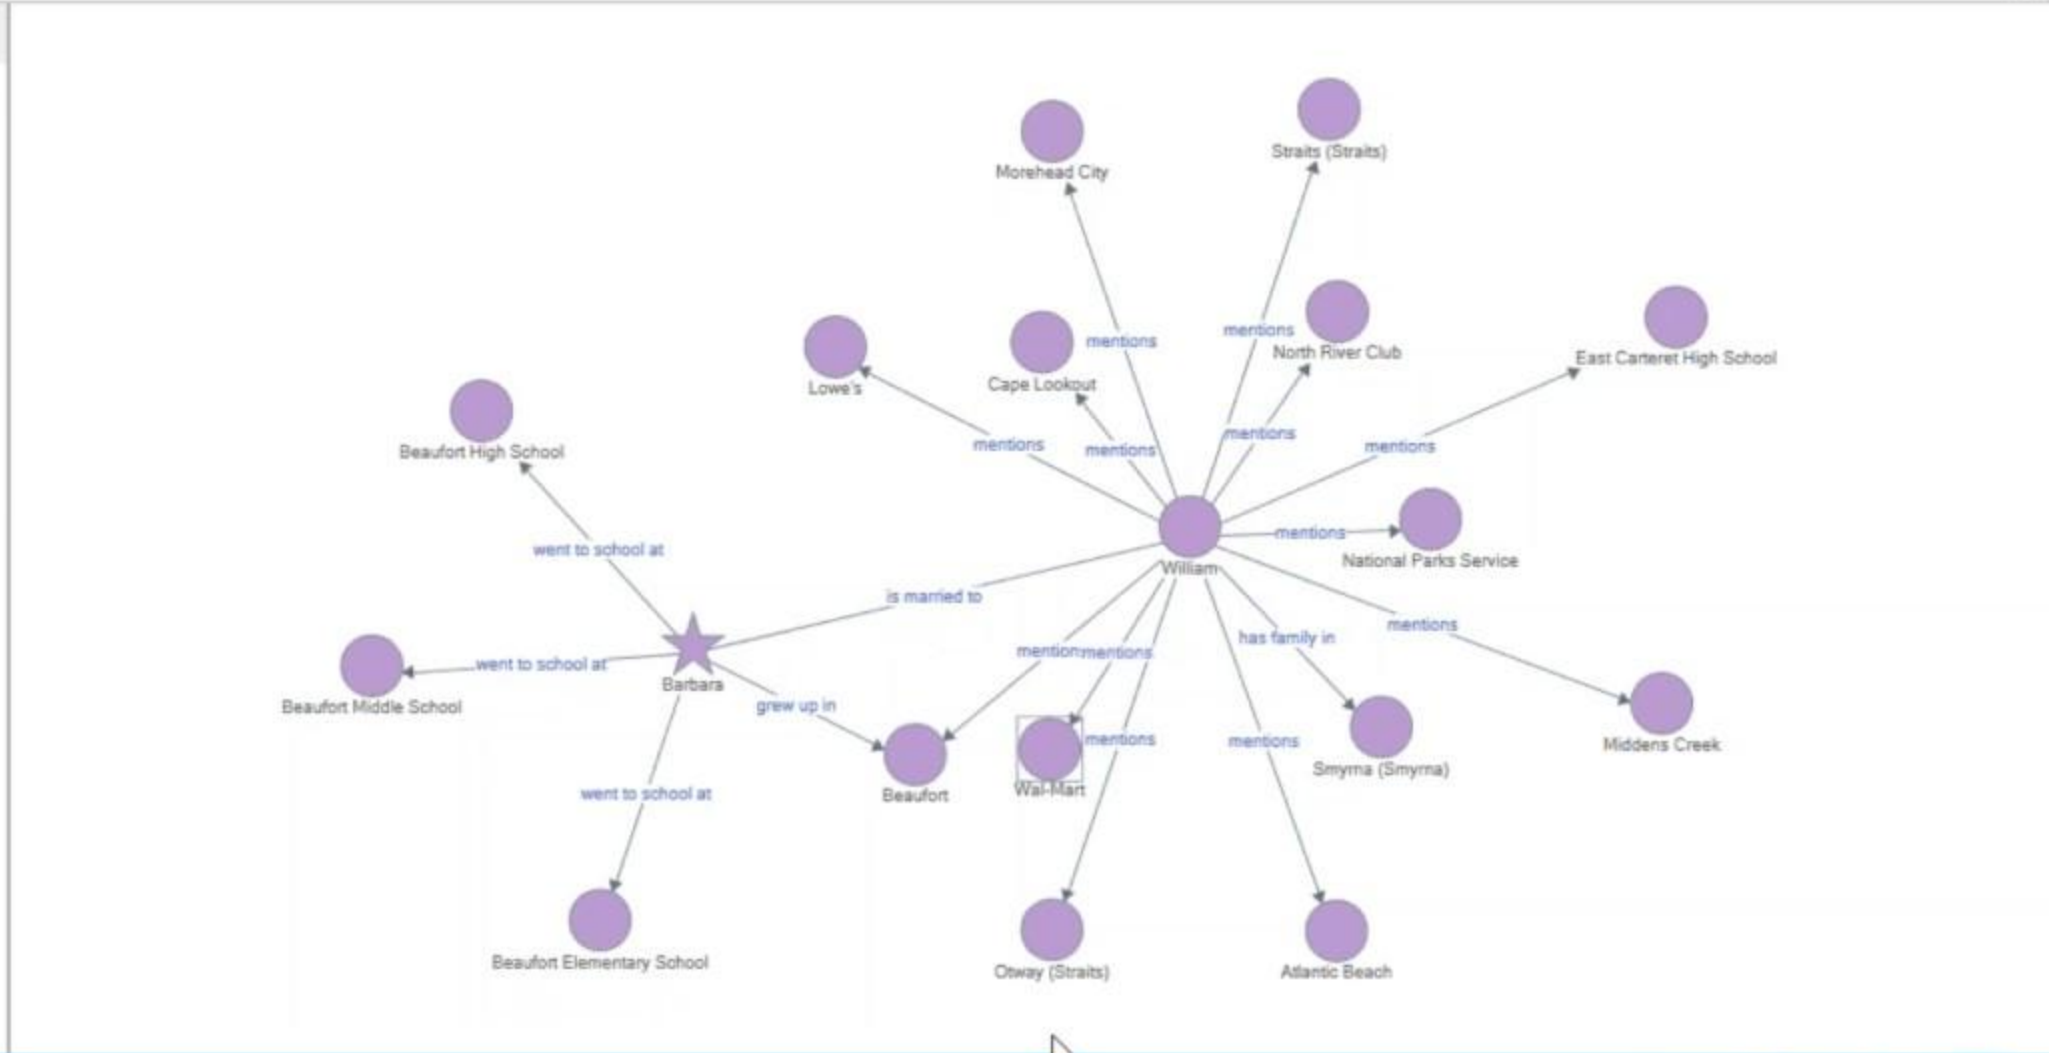 Straits (Straits)
Morehead City
mentions
mentions
North River Club
East Carteret High School
Lowe's
Cape Lookout
mentions
mentions
mentions
mentions
Beaufort High School
mentions
National Parks Service
went to school at
William
is married to
mentions
has family in
mentions
mentions
went to school at
Barbara
Beaufort Middle School
grew up in
mentions
mentions
Middens Creek
Smyrna (Smyrna)
Wal-Mart
Beaufort
went to school at
Beaufort Elementary School
Otway (Straits)
Atlantic Beach